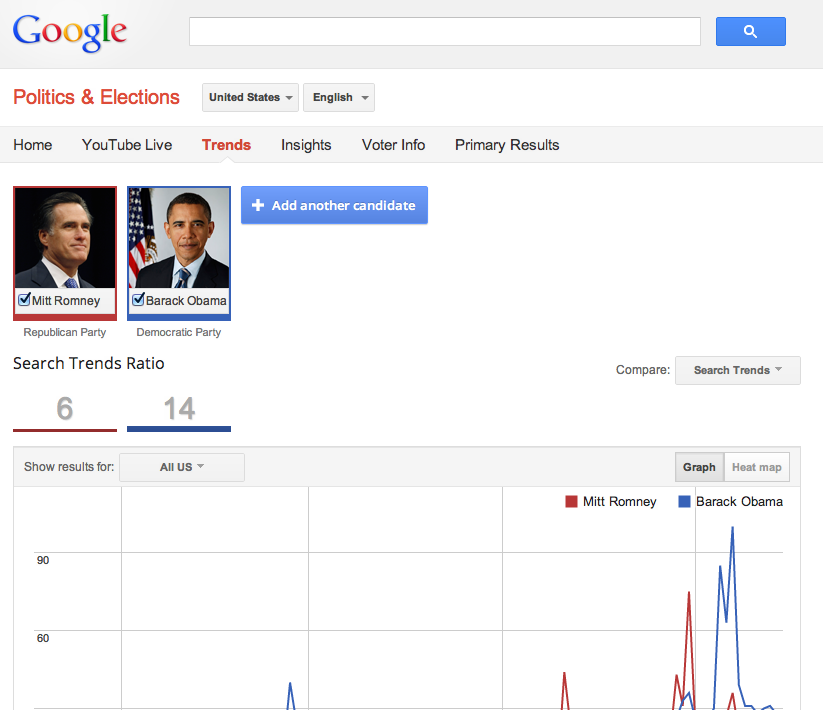 Google
Politics & Elections United States English
Home YouTube Live Trends Insights Voter Info Primary Results
+ Add another candidate
Mitt Romney Barack Obama
Republican Party Democratic Party
Search Trends Ratio
Compare: Search Trends
6 14
Show results for: All US Graph Heat map
Mitt Romney Barack Obama
90
60